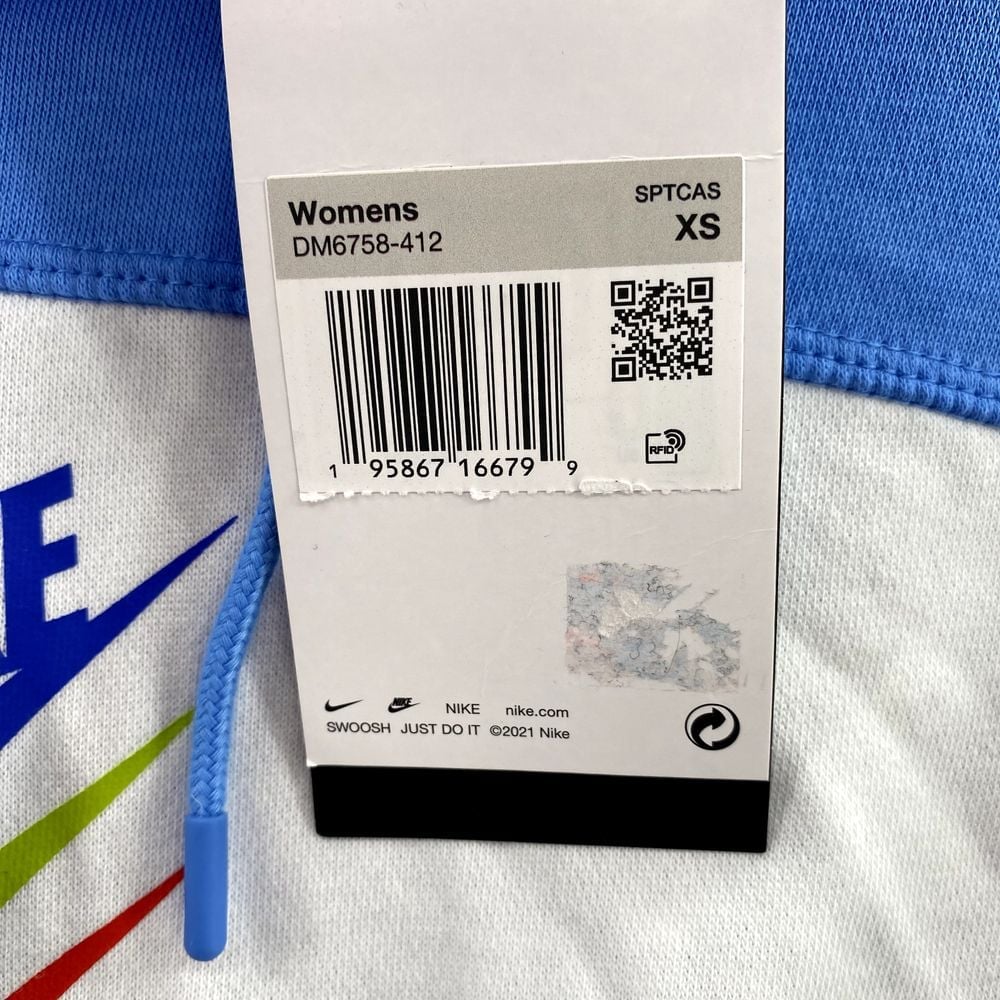 Womens
SPTCAS
DM6758-412
XS
1 95867 16679 9
RFID
NIKE NIKE nike.com
SWOOSH JUST DO IT ©2021 Nike